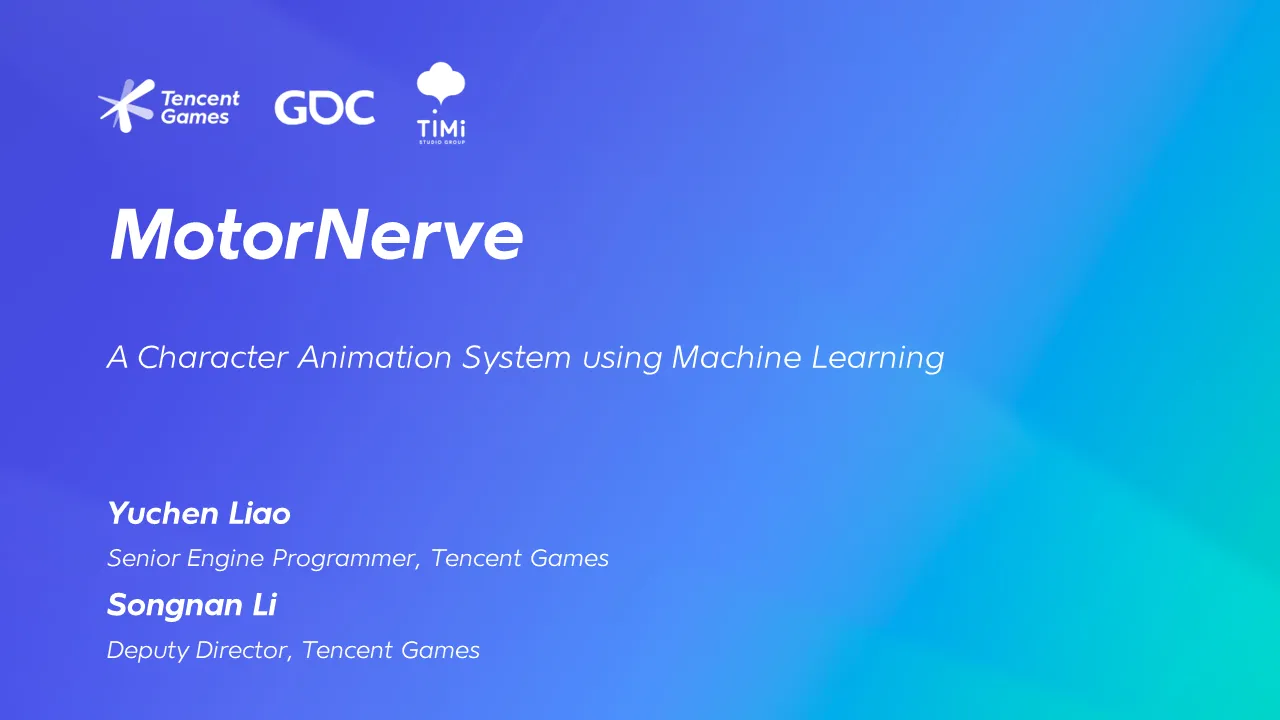 Tencent
Games
GDC
TiMi
STUDIO GROUP
MotorNerve
A Character Animation System using Machine Learning
Yuchen Liao
Senior Engine Programmer, Tencent Games
Songnan Li
Deputy Director, Tencent Games